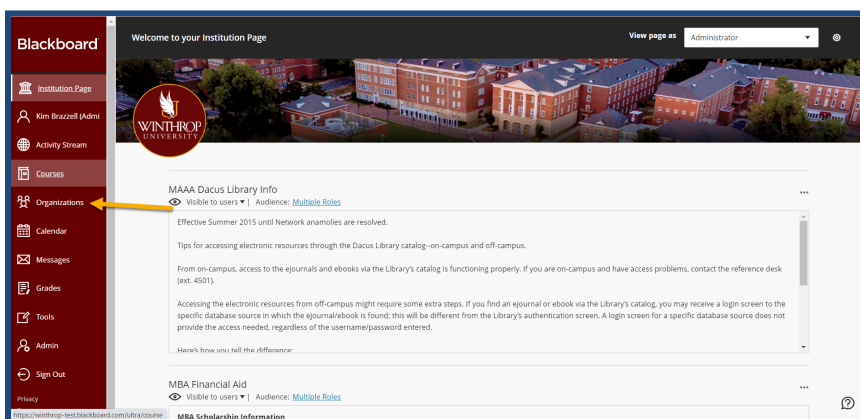 Blackboard
Welcome to your Institution Page
View page as
Administrator
Institution Page
Kim Brazzell (Admi
Activity Stream
Courses
Organizations
Calendar
Messages
Grades
Tools
Admin
Sign Out
Privacy
https://winthrop-test.blackboard.com/ultra/course
WINTHROP
UNIVERSITY
MAAA Dacus Library Info
Visible to users | Audience: Multiple Roles
Effective Summer 2015 until Network anamolies are resolved.
Tips for accessing electronic resources through the Dacus Library catalog--on-campus and off-campus.
From on-campus, access to the ejournals and ebooks via the Library's catalog is functioning properly. If you are on-campus and have access problems, contact the reference desk
(ext. 4501).
Accessing the electronic resources from off-campus might require some extra steps. If you find an ejournal or ebook via the Library's catalog, you may receive a login screen to the
specific database source in which the ejournal/ebook is found; this will be different from the Library's authentication screen. A login screen for a specific database source does not
provide the access needed, regardless of the username/password entered.
Here's how you tell the difference:
MBA Financial Aid
Visible to users | Audience: Multiple Roles
MBA Scholarship Information